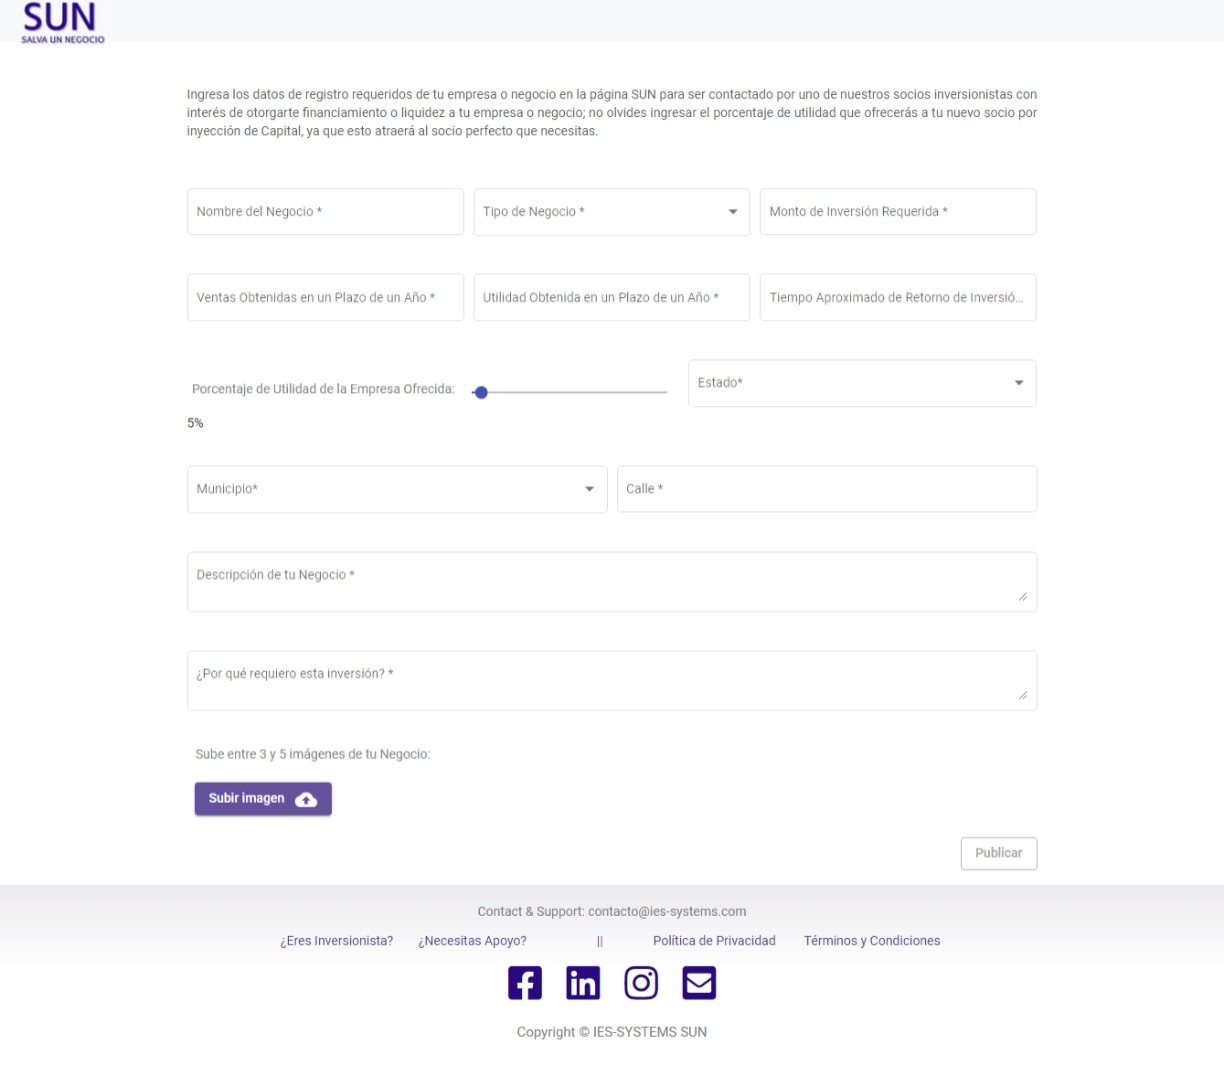 SUN
SALVA UN NEGOCIO
Ingresa los datos de registro requeridos de tu empresa o negocio en la página SUN para ser contactado por uno de nuestros socios inversionistas con
interés de otorgarte financiamiento o liquidez a tu empresa o negocio; no olvides ingresar el porcentaje de utilidad que ofrecerás a tu nuevo socio por
inyección de Capital, ya que esto atraerá al socio perfecto que necesitas.
Nombre del Negocio * Tipo de Negocio * Monto de Inversión Requerida *
Ventas Obtenidas en un Plazo de un Año * Utilidad Obtenida en un Plazo de un Año * Tiempo Aproximado de Retorno de Inversió...
Porcentaje de Utilidad de la Empresa Ofrecida: Estado*
5%
Municipio* Calle *
Descripción de tu Negocio *
¿Por qué requiero esta inversión? *
Sube entre 3 y 5 imágenes de tu Negocio:
Subir imagen
Publicar
Contact & Support: contacto@ies-systems.com
¿Eres Inversionista? ¿Necesitas Apoyo? || Política de Privacidad Términos y Condiciones
Copyright © IES-SYSTEMS SUN